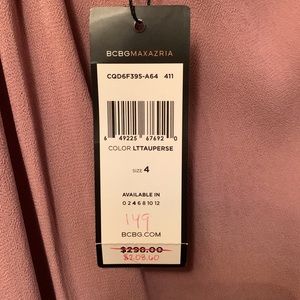 BCBGMAXAZRIA
CQD6F395-A64 411
6 49225 67692 0
COLOR LTTAUPERSE
SIZE 4
AVAILABLE IN
0 2 4 6 8 10 12
149
BCBG.COM
$298.00
$208.60